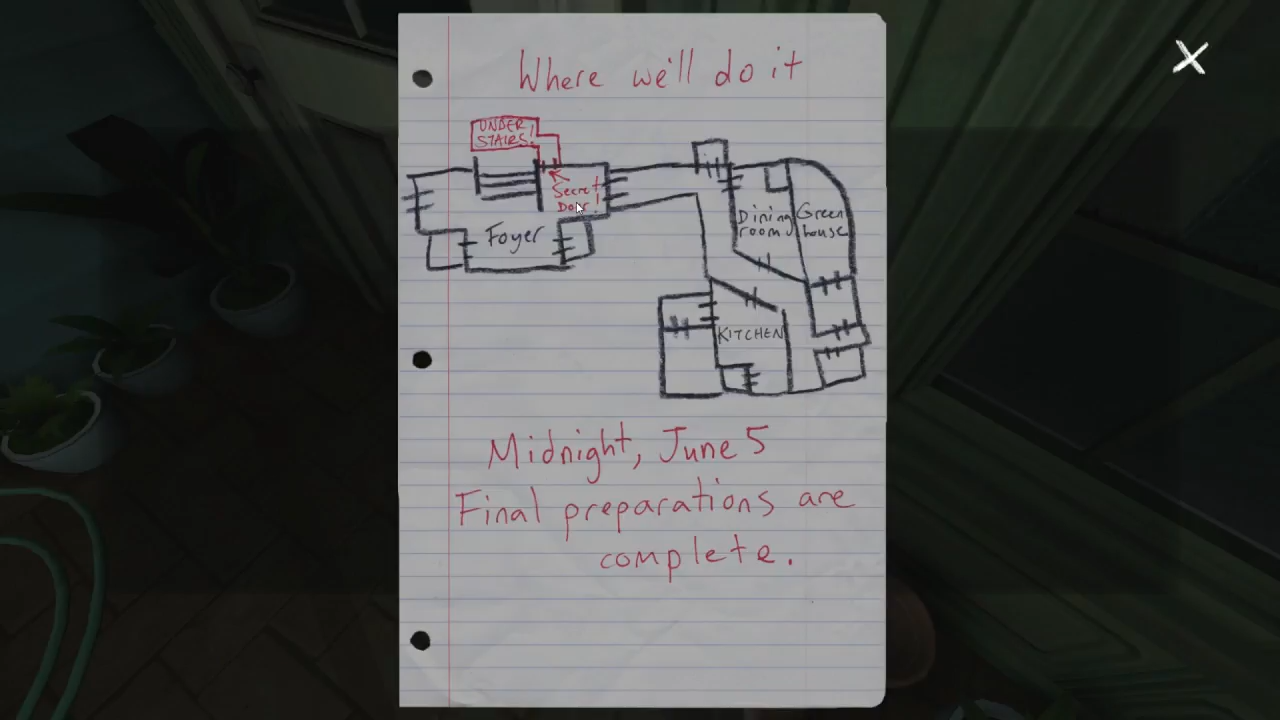 Where we'll do it
UNDER
STAIRS!
Secret
Door!
Foyer
Dining
room
Green
house
KITCHEN
Midnight, June 5
Final preparations are
complete.